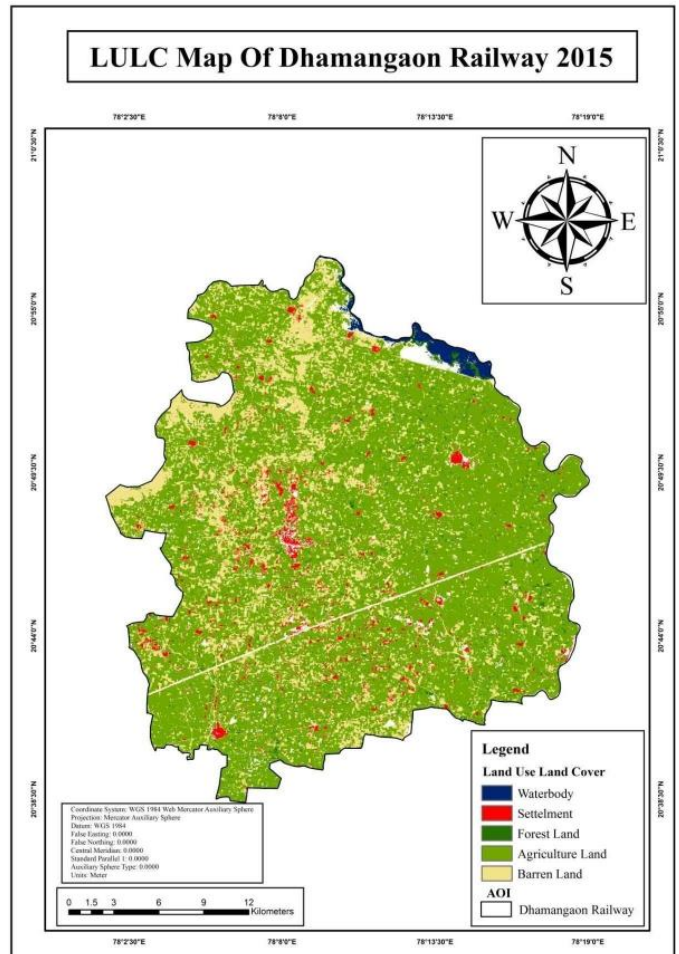 LULC Map Of Dhamangaon Railway 2015
78°2'30"E 78°8'0"E 78°13'30"E 78°19'0"E
21°0'30"N 21°0'30"N
N
W E
S
20°55'0"N 20°55'0"N
20°49'30"N 20°49'30"N
20°44'0"N 20°44'0"N
20°38'30"N 20°38'30"N
Legend
Land Use Land Cover
Waterbody
Settelment
Forest Land
Agriculture Land
Barren Land
AOI
Dhamangaon Railway
Coordinate System: WGS 1984 Web Mercator Auxiliary Sphere
Projection: Mercator Auxiliary Sphere
Datum: WGS 1984
False Easting: 0.0000
False Northing: 0.0000
Central Meridian: 0.0000
Standard Parallel 1: 0.0000
Auxiliary Sphere Type: 0.0000
Units: Meter
0 1.5 3 6 9 12
Kilometers
78°2'30"E 78°8'0"E 78°13'30"E 78°19'0"E